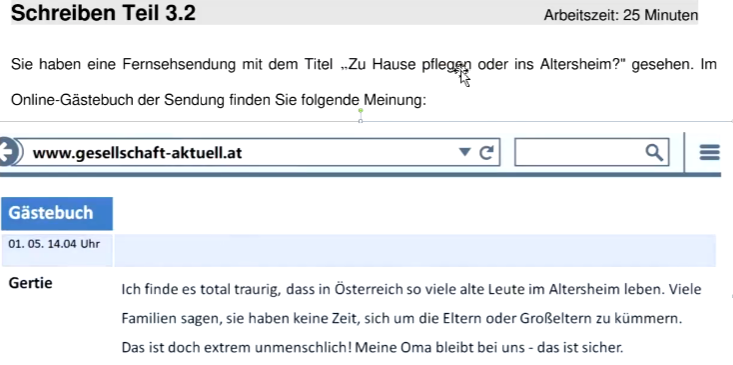 Schreiben Teil 3.2
Arbeitszeit: 25 Minuten
Sie haben eine Fernsehsendung mit dem Titel „Zu Hause pflegen oder ins Altersheim?" gesehen. Im
Online-Gästebuch der Sendung finden Sie folgende Meinung:
www.gesellschaft-aktuell.at
Gästebuch
01. 05. 14.04 Uhr
Gertie
Ich finde es total traurig, dass in Österreich so viele alte Leute im Altersheim leben. Viele
Familien sagen, sie haben keine Zeit, sich um die Eltern oder Großeltern zu kümmern.
Das ist doch extrem unmenschlich! Meine Oma bleibt bei uns - das ist sicher.